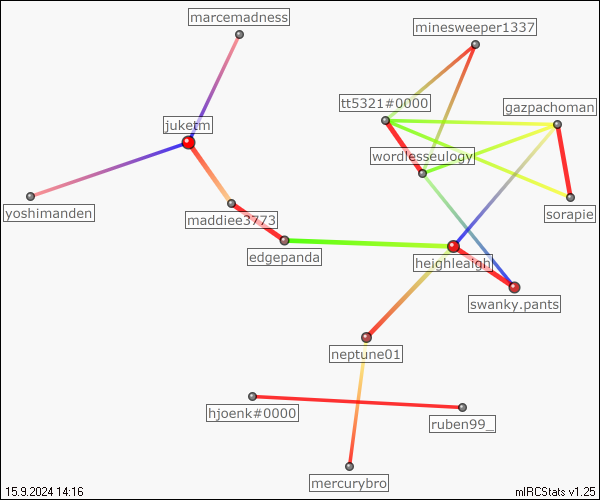 marcemadness
minesweeper1337
tt5321#0000
gazpachoman
juketm
wordlesseulogy
yoshimanden
sorapie
maddiee3773
edgepanda
heighleaigh
swanky.pants
neptune01
hjoenk#0000
ruben99_
mercurybro
15.9.2024 14:16
mIRCStats v1.25